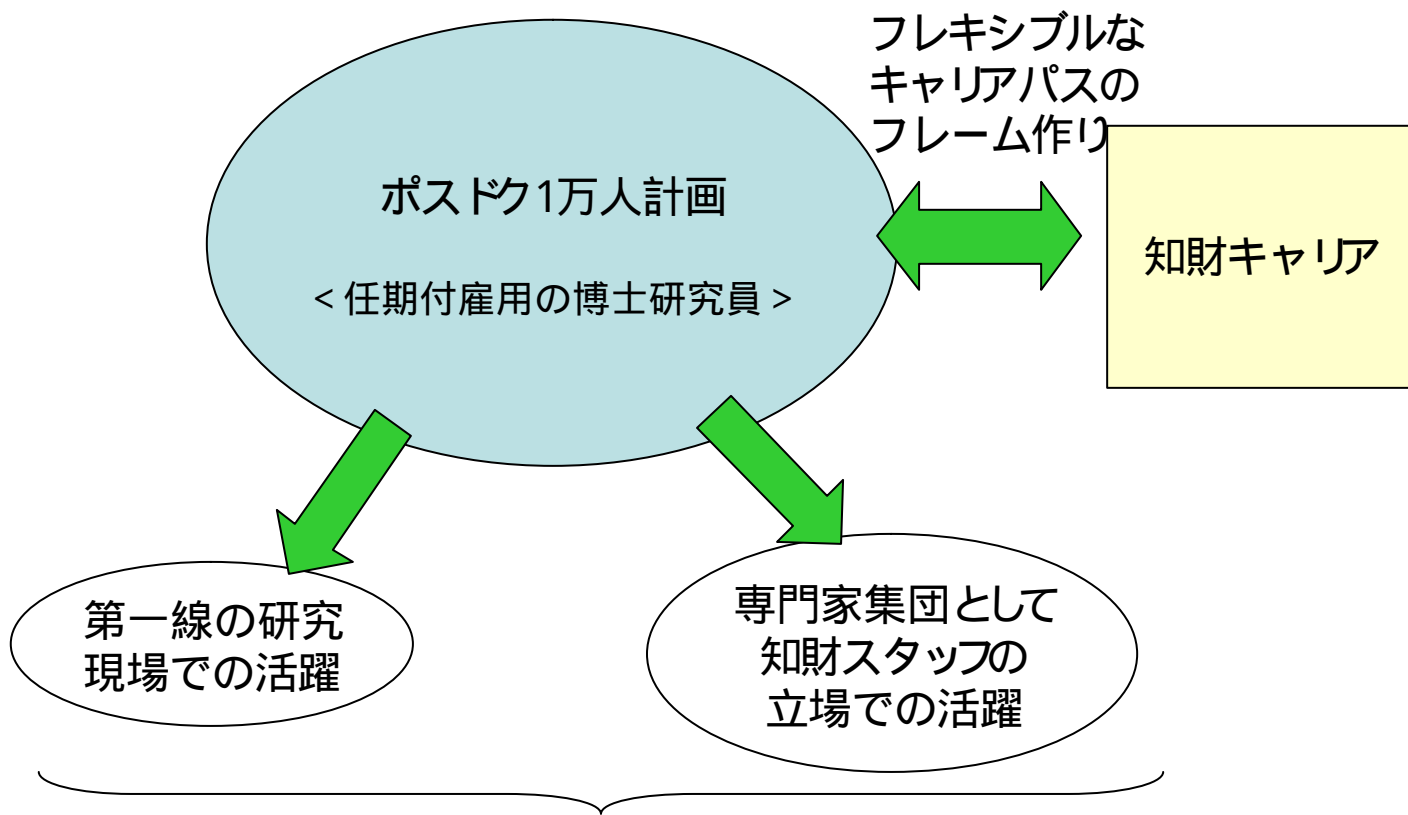 フレキシブルな
キャリアパスの
フレーム作り
ポスドク1万人計画
<任期付雇用の博士研究員>
知財キャリア
第一線の研究
現場での活躍
専門家集団として
知財スタッフの
立場での活躍